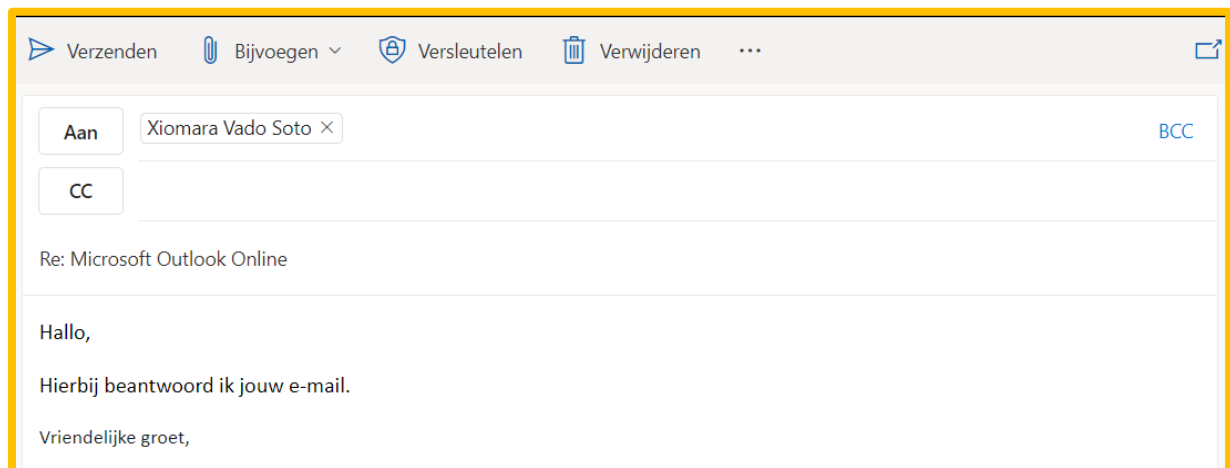 Verzenden Bijvoegen Versleutelen Verwijderen ...
Aan Xiomara Vado Soto × BCC
CC
Re: Microsoft Outlook Online
Hallo,
Hierbij beantwoord ik jouw e-mail.
Vriendelijke groet,